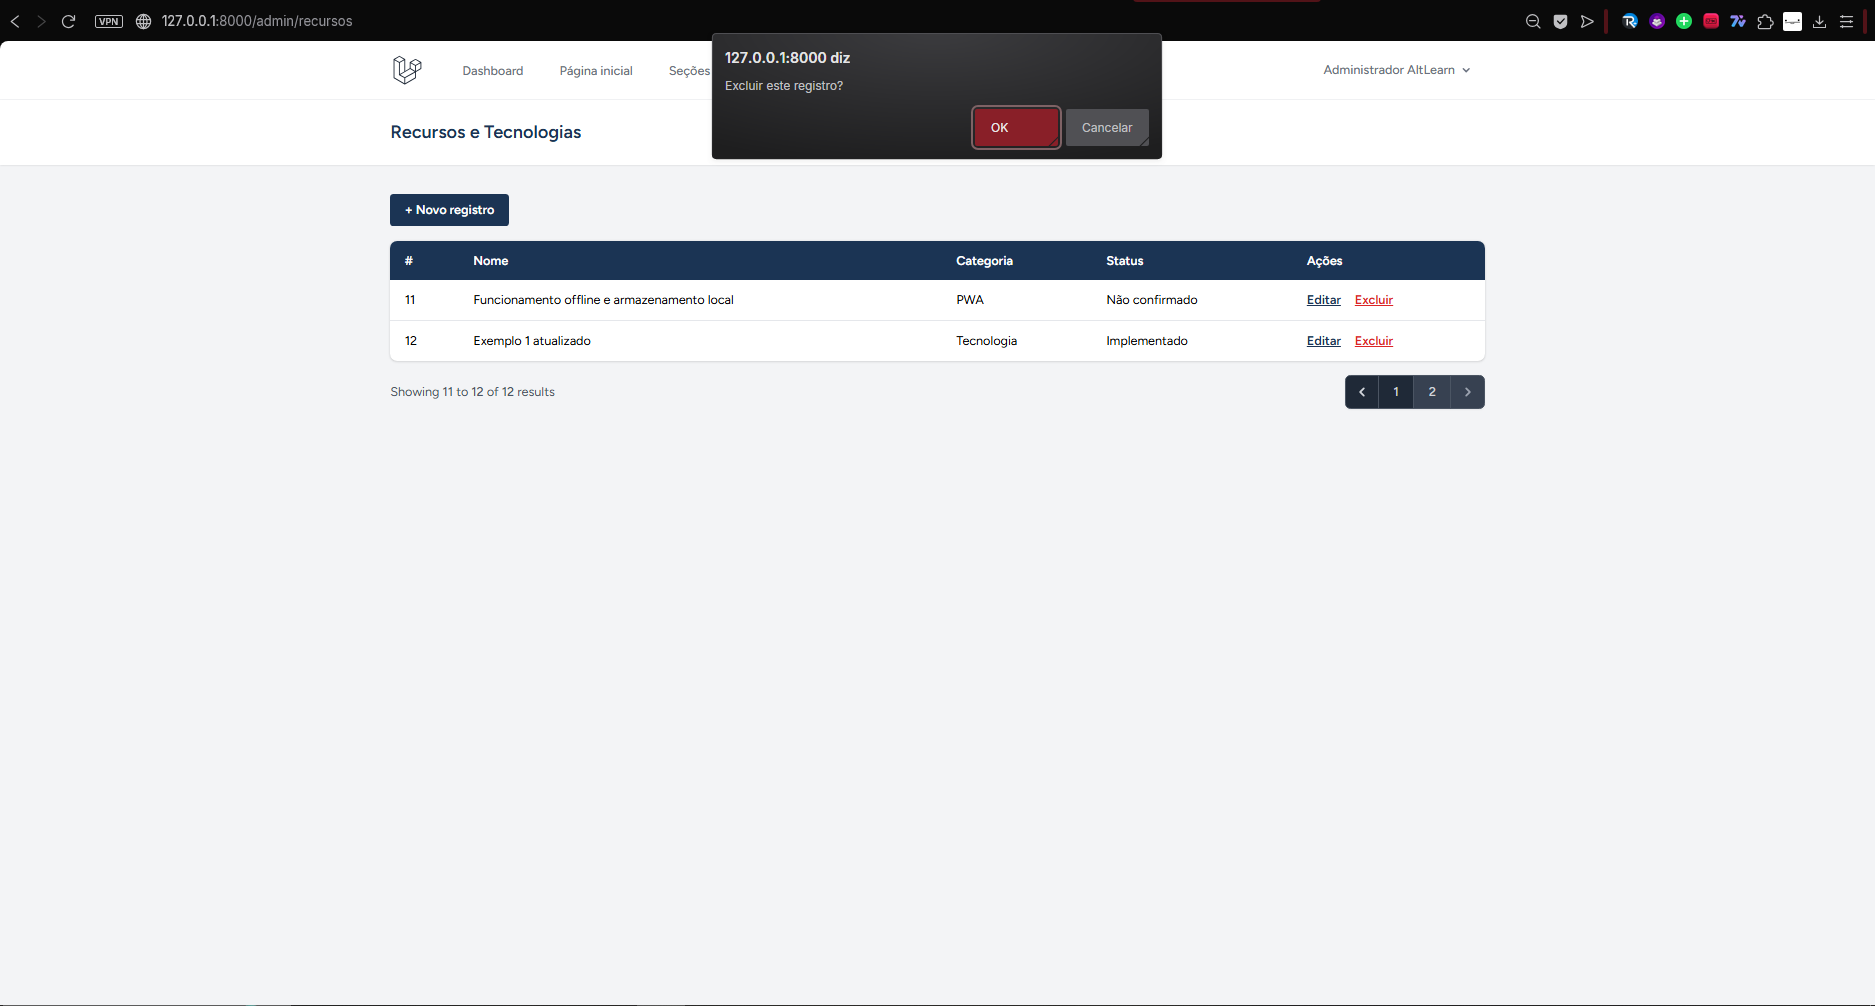 VPN 127.0.0.1:8000/admin/recursos
127.0.0.1:8000 diz
Excluir este registro?
OK Cancelar
Dashboard Página inicial Seções Administrador AltLearn
Recursos e Tecnologias
+ Novo registro
# Nome Categoria Status Ações
11 Funcionamento offline e armazenamento local PWA Não confirmado Editar Excluir
12 Exemplo 1 atualizado Tecnologia Implementado Editar Excluir
Showing 11 to 12 of 12 results 1 2